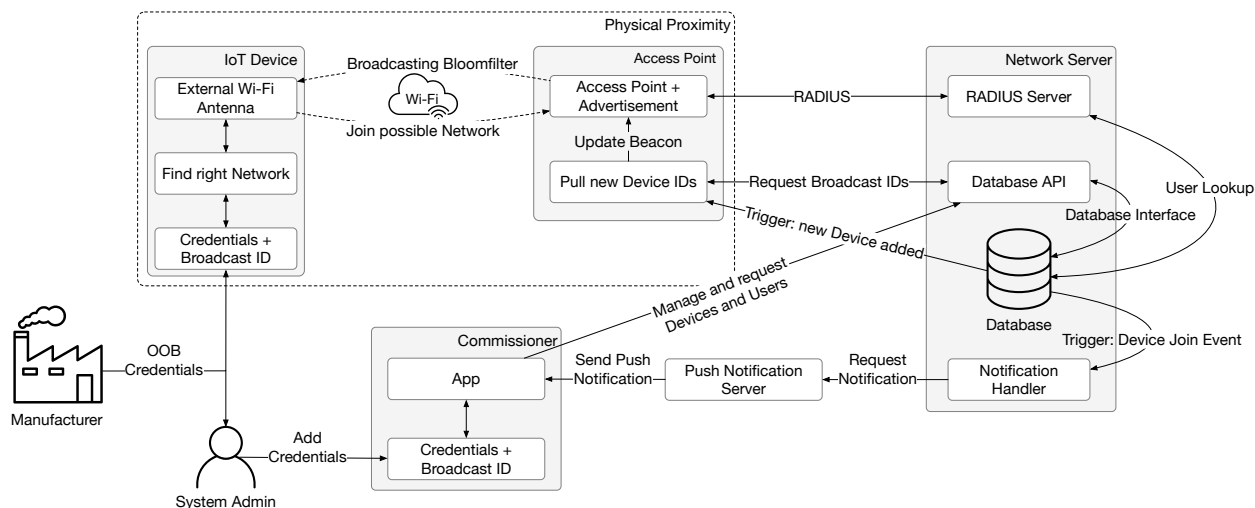 Physical Proximity
IoT Device
External Wi-Fi
Antenna
Find right Network
Credentials +
Broadcast ID
Broadcasting Bloomfilter
Wi-Fi
Join possible Network
Access Point
Access Point +
Advertisement
Update Beacon
Pull new Device IDs
RADIUS
Request Broadcast IDs
Trigger: new Device added
Network Server
RADIUS Server
Database API
User Lookup
Database Interface
Database
Trigger: Device Join Event
Notification
Handler
Manage and request
Devices and Users
Request
Notification
Push Notification
Server
Send Push
Notification
Commissioner
App
Credentials +
Broadcast ID
OOB
Credentials
Manufacturer
Add
Credentials
System Admin